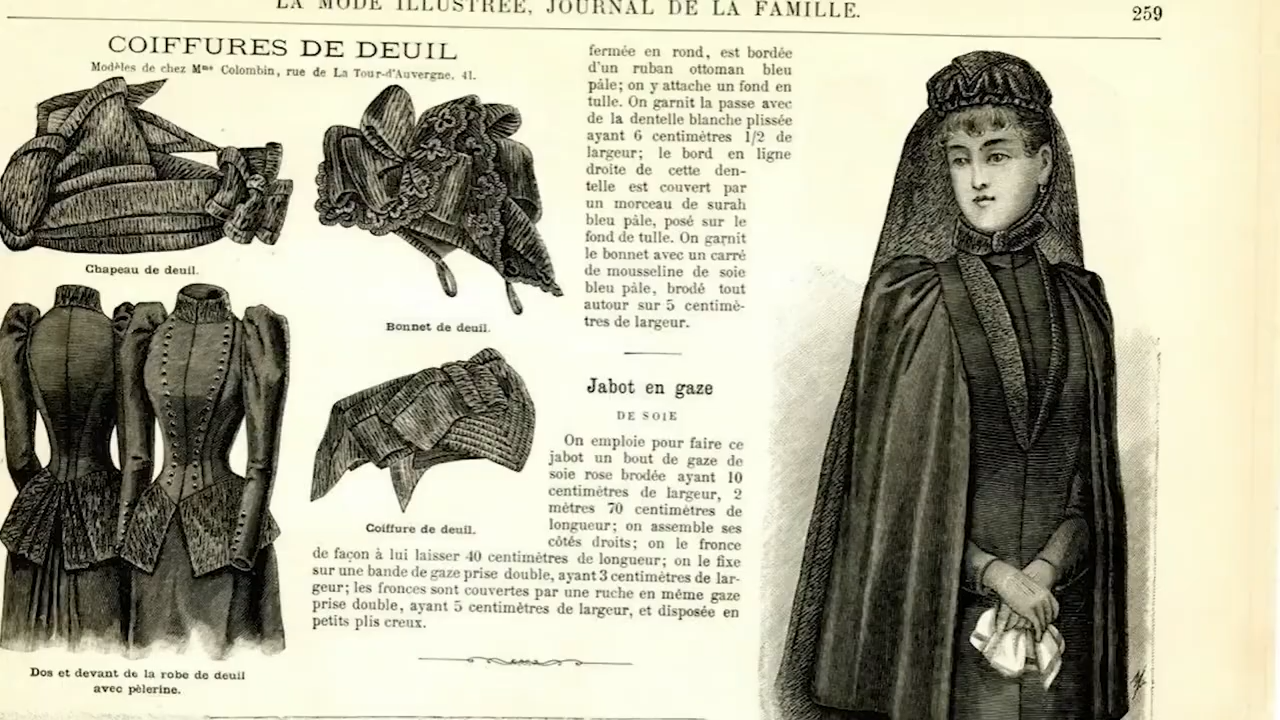 LA MODE ILLUSTRÉE, JOURNAL DE LA FAMILLE.
259
COIFFURES DE DEUIL
Modèles de chez Mme Colombin, rue de La Tour-d'Auvergne, 41.
Chapeau de deuil.
Bonnet de deuil.
Dos et devant de la robe de deuil
avec pèlerine.
Coiffure de deuil.
fermée en rond, est bordée
d'un ruban ottoman bleu
pâle; on y attache un fond en
tulle. On garnit la passe avec
de la dentelle blanche plissée
ayant 6 centimètres 1/2 de
largeur; le bord en ligne
droite de cette den-
telle est couvert par
un morceau de surah
bleu pâle, posé sur le
fond de tulle. On garnit
le bonnet avec un carré
de mousseline de soie
bleu pâle, brodé tout
autour sur 5 centimè-
tres de largeur.
Jabot en gaze
DE SOIE
On emploie pour faire ce
jabot un bout de gaze de
soie rose brodée ayant 10
centimètres de largeur, 2
mètres 70 centimètres de
longueur; on assemble ses
côtés droits; on le fronce
de façon à lui laisser 40 centimètres de longueur; on le fixe
sur une bande de gaze prise double, ayant 3 centimètres de lar-
geur; les fronces sont couvertes par une ruche en même gaze
prise double, ayant 5 centimètres de largeur, et disposée en
petits plis creux.